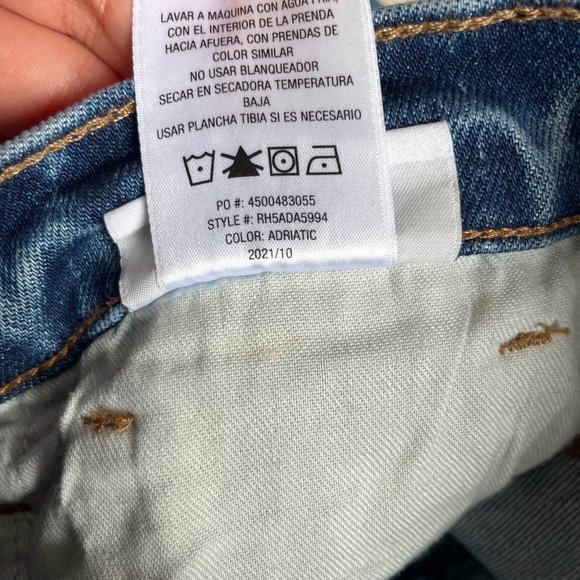 LAVAR A MÁQUINA CON AGUA FRÍA,
CON EL INTERIOR DE LA PRENDA
HACIA AFUERA, CON PRENDAS DE
COLOR SIMILAR
NO USAR BLANQUEADOR
SECAR EN SECADORA TEMPERATURA
BAJA
USAR PLANCHA TIBIA SI ES NECESARIO
PO #: 4500483055
STYLE #: RH5ADA5994
COLOR: ADRIATIC
2021/10